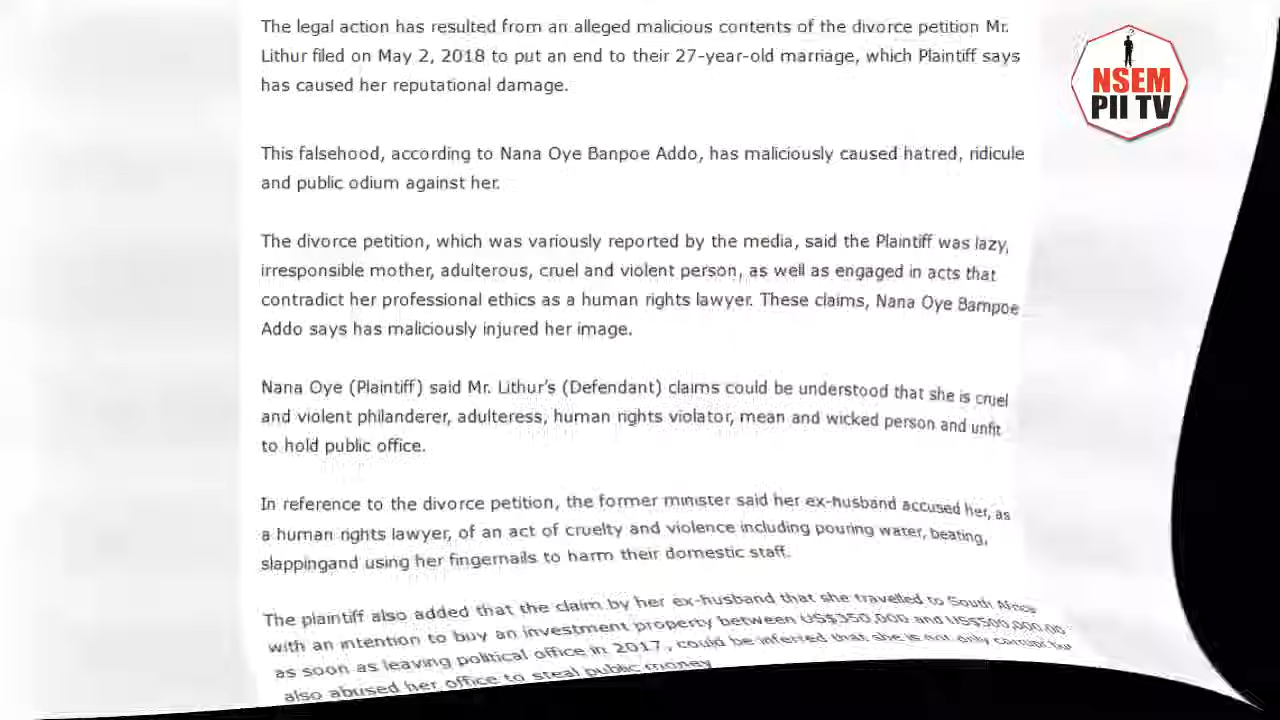 The legal action has resulted from an alleged malicious contents of the divorce petition Mr.
Lithur filed on May 2, 2018 to put an end to their 27-year-old marriage, which Plaintiff says
has caused her reputational damage.
NSEM
PII TV
This falsehood, according to Nana Oye Banpoe Addo, has maliciously caused hatred, ridicule
and public odium against her.
The divorce petition, which was variously reported by the media, said the Plaintiff was lazy,
irresponsible mother, adulterous, cruel and violent person, as well as engaged in acts that
contradict her professional ethics as a human rights lawyer. These claims, Nana Oye Bampoe
Addo says has maliciously injured her image.
Nana Oye (Plaintiff) said Mr. Lithur's (Defendant) claims could be understood that she is cruel
and violent philanderer, adulteress, human rights violator, mean and wicked person and unfit
to hold public office.
In reference to the divorce petition, the former minister said her ex-husband accused her, as
a human rights lawyer, of an act of cruelty and violence including pouring water, beating,
slappingand using her fingernails to harm their domestic staff.
The plaintiff also added that the claim by her ex-husband that she travelled to South Africa
with an intention to buy an investment property between US$350,000 and US$500,000.00
as soon as leaving political office in 2017, could be inferred that she is not only corrupt but
also abused her office to steal public money